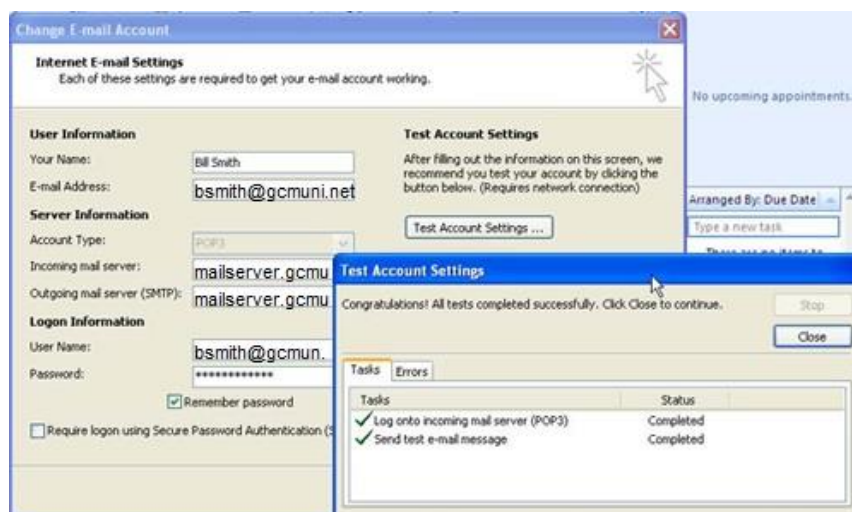 Change E-mail Account
Internet E-mail Settings
Each of these settings are required to get your e-mail account working.
No upcoming appointments.
User Information
Your Name:
Bill Smith
E-mail Address:
bsmith@gcmuni.net
Server Information
Account Type:
POP3
Incoming mail server:
mailserver.gcmu
Outgoing mail server (SMTP):
mailserver.gcmu
Logon Information
User Name:
bsmith@gcmun.
Password:
************
Remember password
Require logon using Secure Password Authentication (S
Test Account Settings
After filling out the information on this screen, we
recommend you test your account by clicking the
button below. (Requires network connection)
Test Account Settings ...
Arranged By: Due Date
Type a new task
There are no items to
Test Account Settings
Congratulations! All tests completed successfully. Click Close to continue.
Stop
Close
Tasks Errors
Tasks Status
Log onto incoming mail server (POP3) Completed
Send test e-mail message Completed